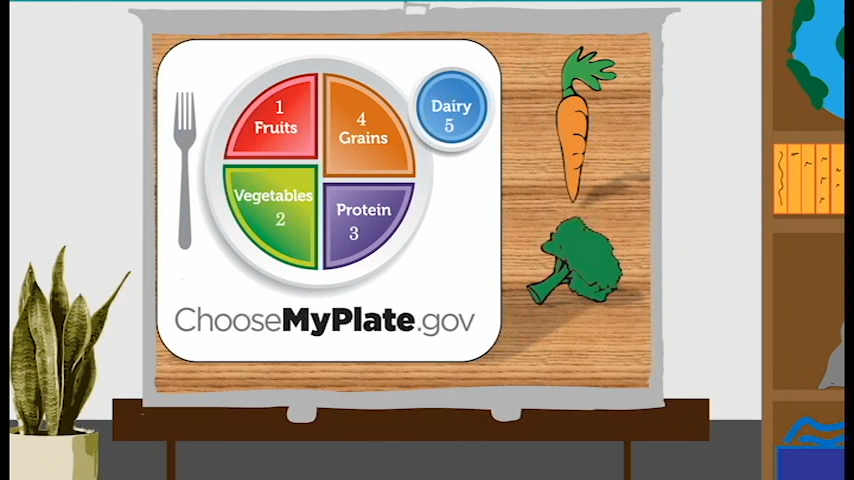 1
Fruits
4
Grains
Dairy
5
Vegetables
2
Protein
3
ChooseMyPlate.gov